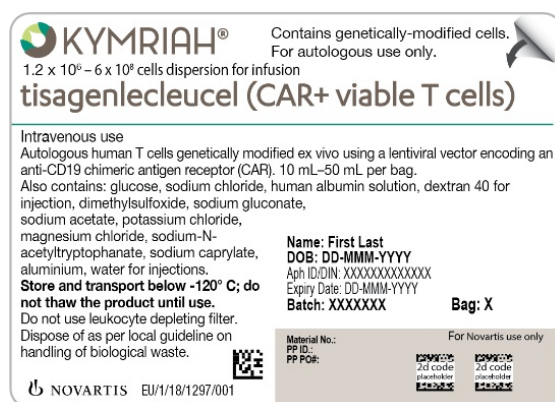 KYMRIAH®
Contains genetically-modified cells.
For autologous use only.
1.2 x 10⁶ – 6 x 10⁸ cells dispersion for infusion
tisagenlecleucel (CAR+ viable T cells)
Intravenous use
Autologous human T cells genetically modified ex vivo using a lentiviral vector encoding an
anti-CD19 chimeric antigen receptor (CAR). 10 mL–50 mL per bag.
Also contains: glucose, sodium chloride, human albumin solution, dextran 40 for
injection, dimethylsulfoxide, sodium gluconate,
sodium acetate, potassium chloride,
magnesium chloride, sodium-N-
acetyltryptophanate, sodium caprylate,
aluminium, water for injections.
Store and transport below -120° C; do
not thaw the product until use.
Do not use leukocyte depleting filter.
Dispose of as per local guideline on
handling of biological waste.
NOVARTIS EU/1/18/1297/001
Name: First Last
DOB: DD-MMM-YYYY
Aph ID/DIN: XXXXXXXXXXXXX
Expiry Date: DD-MMM-YYYY
Batch: XXXXXXX Bag: X
Material No.:
PP ID.:
PP PO#:
For Novartis use only
2d code
placeholder
2d code
placeholder